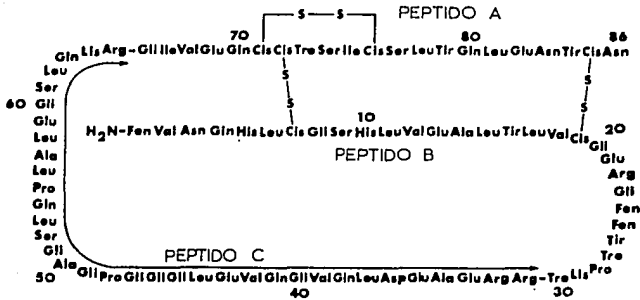 PEPTIDO A
S — S
70 80 86
Gln Lis Arg-Gli Ile Val Glu Gln Cis Cis Tre Ser Ile Cis Ser Leu Tir Gln Leu Glu Asn Tir Cis Asn
S
S
S
S
10 20
H2N-Fen Val Asn Gln His Leu Cis Gli Ser His Leu Val Glu Ala Leu Tir Leu Val Cis Gli
PEPTIDO B
Glu
Arg
Gli
Fen
Fen
Tir
Tre
Pro
Lis
30
Leu
Ser
60 Gli
Glu
Leu
Ala
Leu
Pro
Gln
Leu
Ser
Gli
50 Ala
PEPTIDO C
Gli Pro Gli Gli Gli Leu Glu Val Gln Gli Val Gln Leu Asp Glu Ala Glu Arg Arg-Tre
40